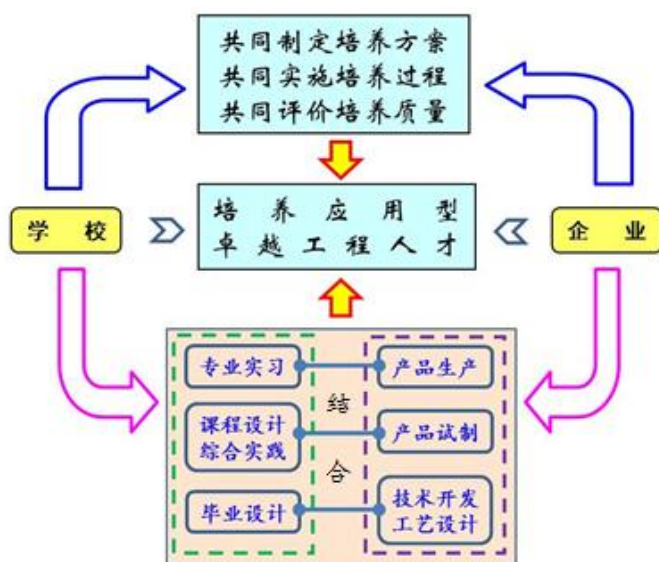 共同制定培养方案
共同实施培养过程
共同评价培养质量
学校
培养应用型
卓越工程人才
企业
专业实习
产品生产
结
课程设计
综合实践
产品试制
合
毕业设计
技术开发
工艺设计